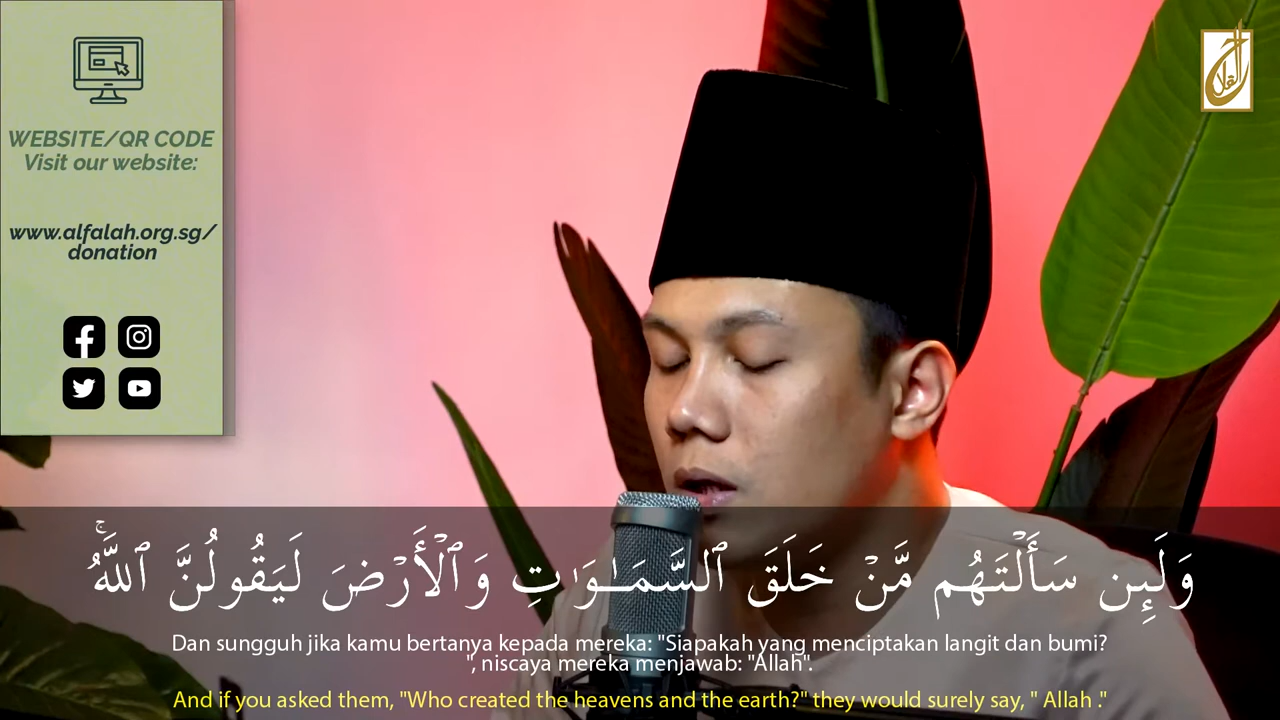 WEBSITE/QR CODE
Visit our website:
www.alfalah.org.sg/
donation
الفلاح
وَلَئِن سَأَلْتَهُم مَّنْ خَلَقَ ٱلسَّمَـٰوَٰتِ وَٱلْأَرْضَ لَيَقُولُنَّ ٱللَّهُ ۚ
Dan sungguh jika kamu bertanya kepada mereka: "Siapakah yang menciptakan langit dan bumi?
", niscaya mereka menjawab: "Allah".
And if you asked them, "Who created the heavens and the earth?" they would surely say, " Allah ."